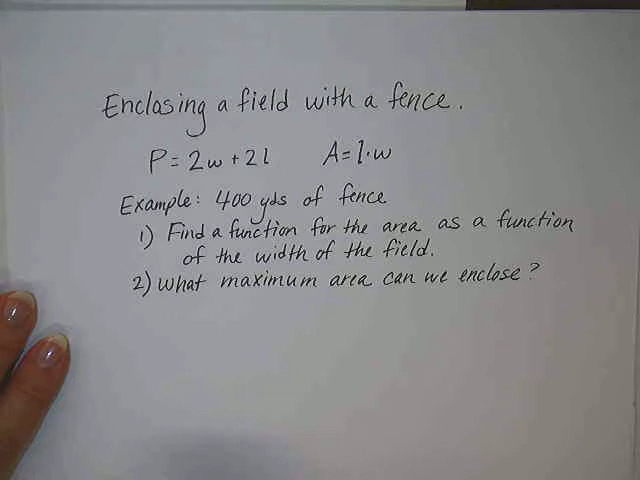 Enclosing a field with a fence.
P = 2w + 2l A = l·w
Example: 400 yds of fence
1) Find a function for the area as a function
of the width of the field.
2) What maximum area can we enclose?